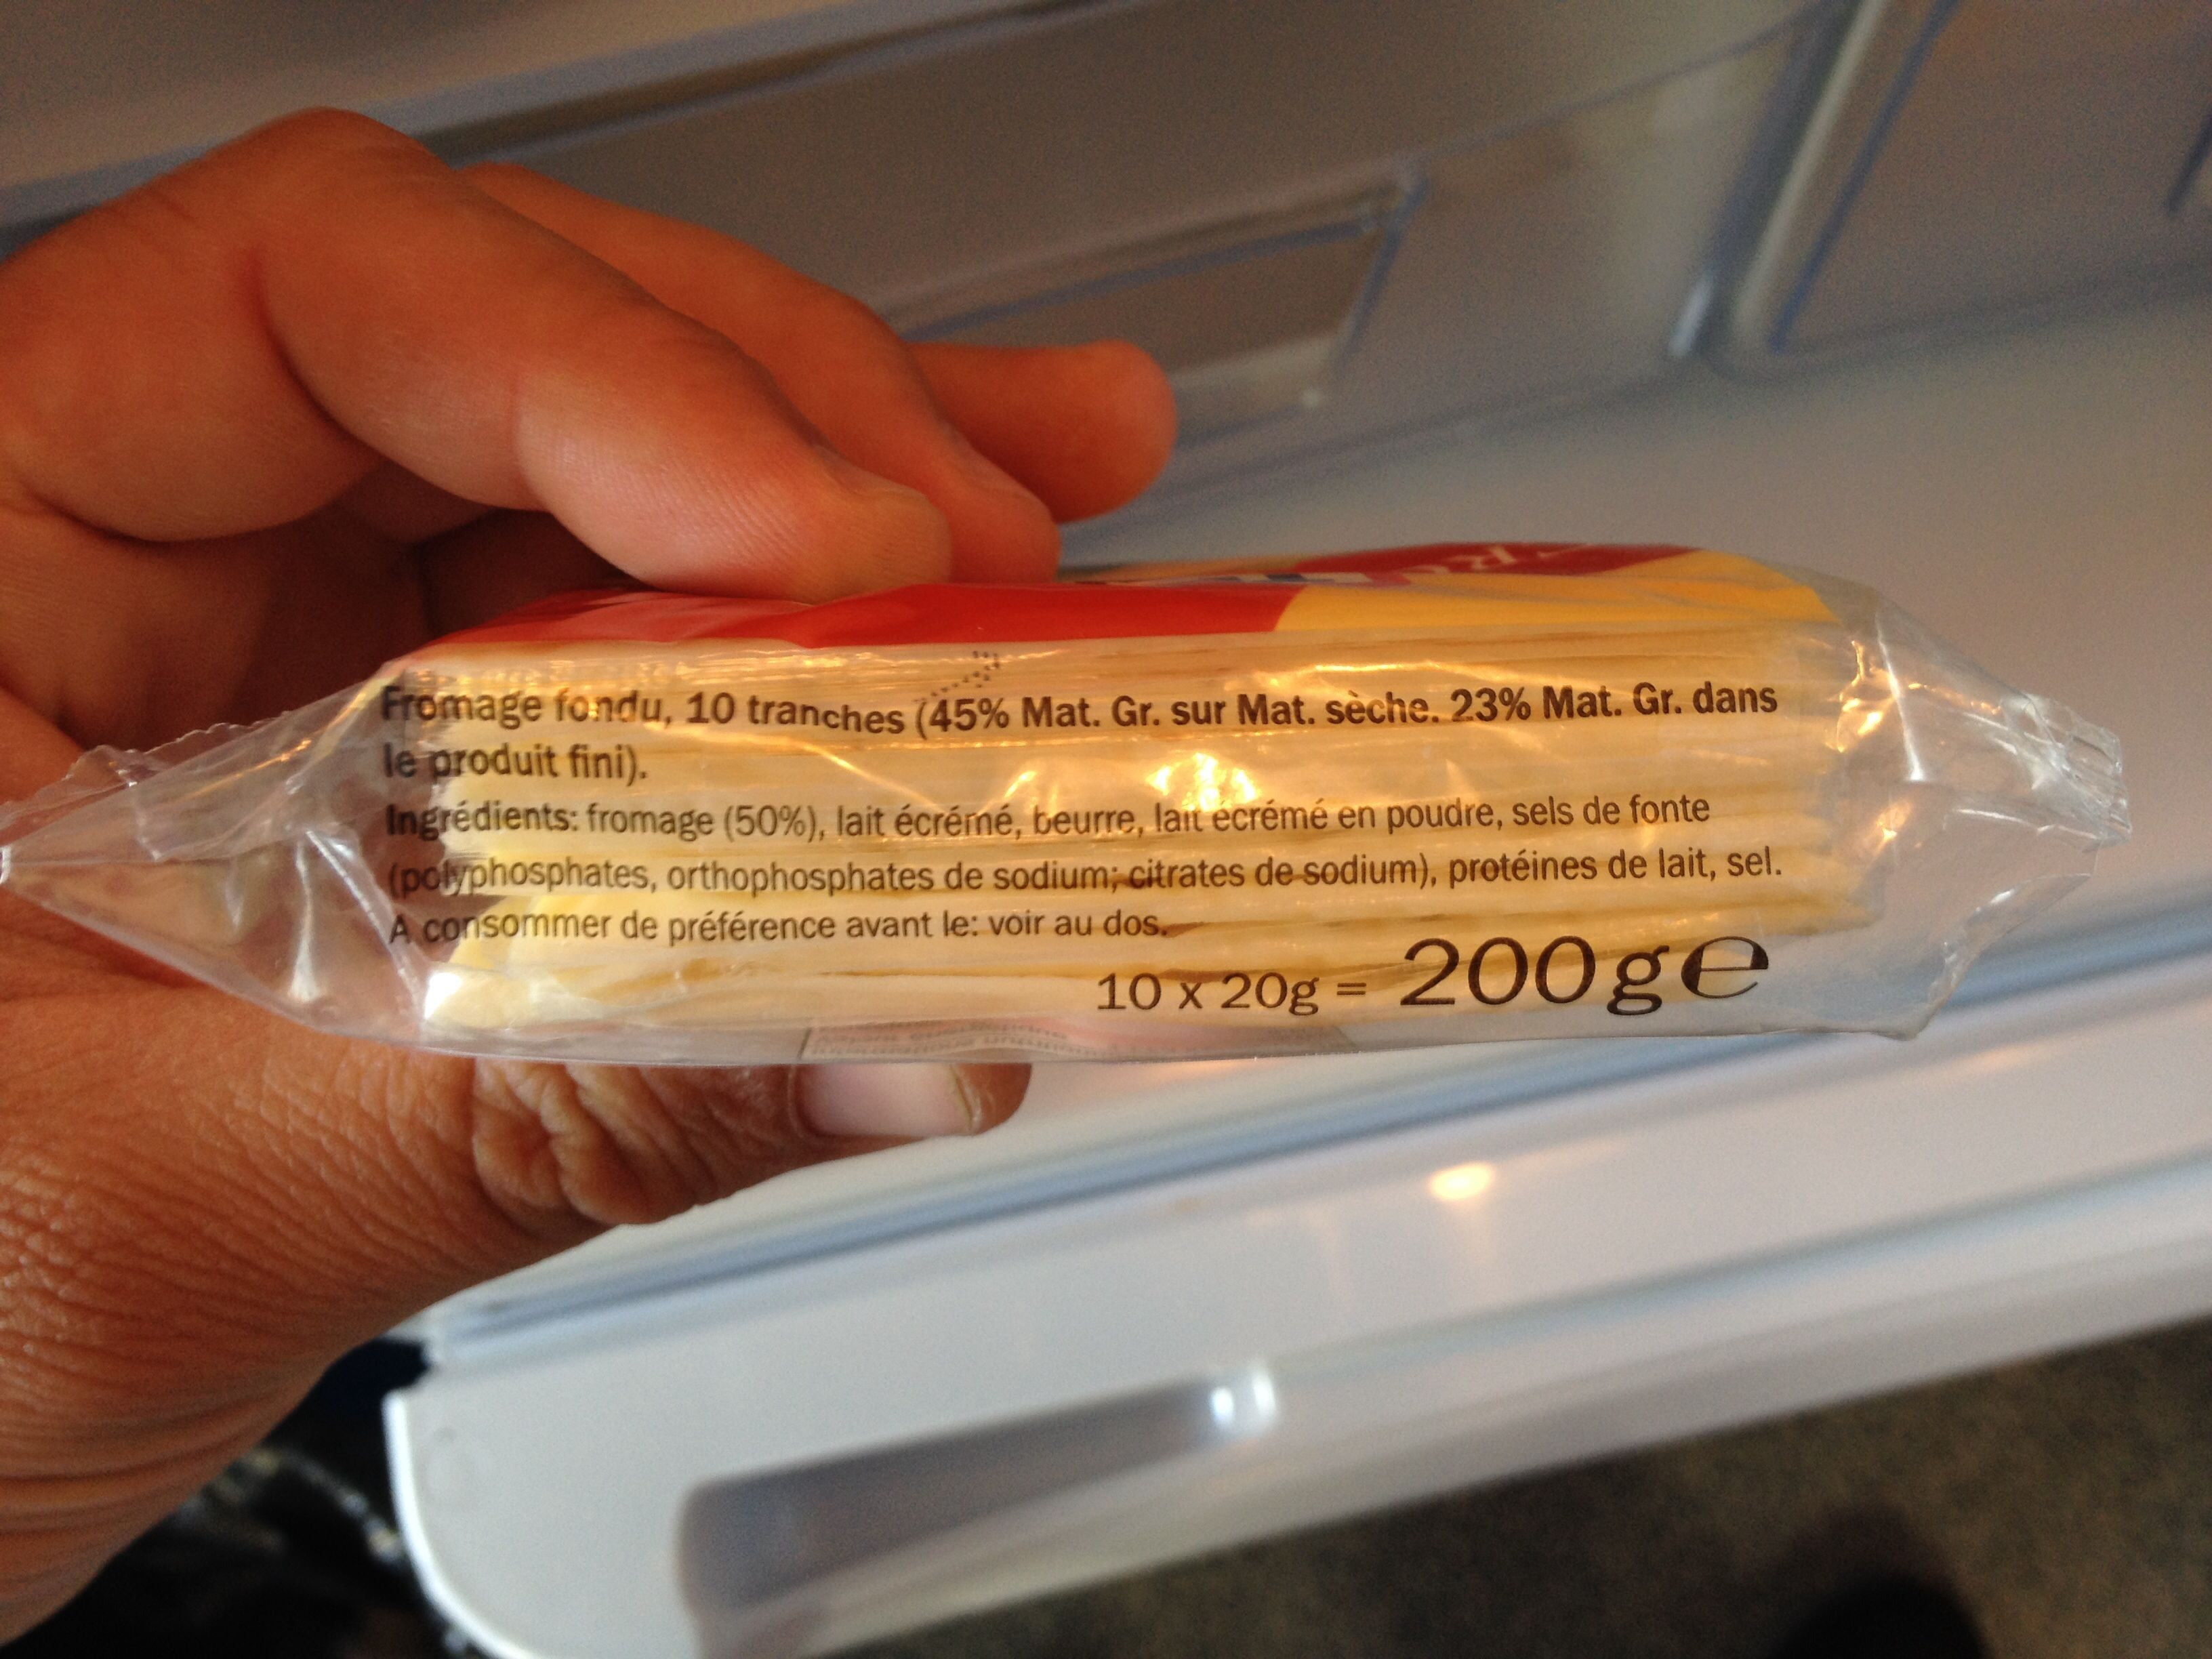 Fromage fondu, 10 tranches (45% Mat. Gr. sur Mat. sèche. 23% Mat. Gr. dans
le produit fini).
Ingrédients: fromage (50%), lait écrémé, beurre, lait écrémé en poudre, sels de fonte
(polyphosphates, orthophosphates de sodium; citrates de sodium), protéines de lait, sel.
A consommer de préférence avant le: voir au dos.
10 x 20g = 200g e